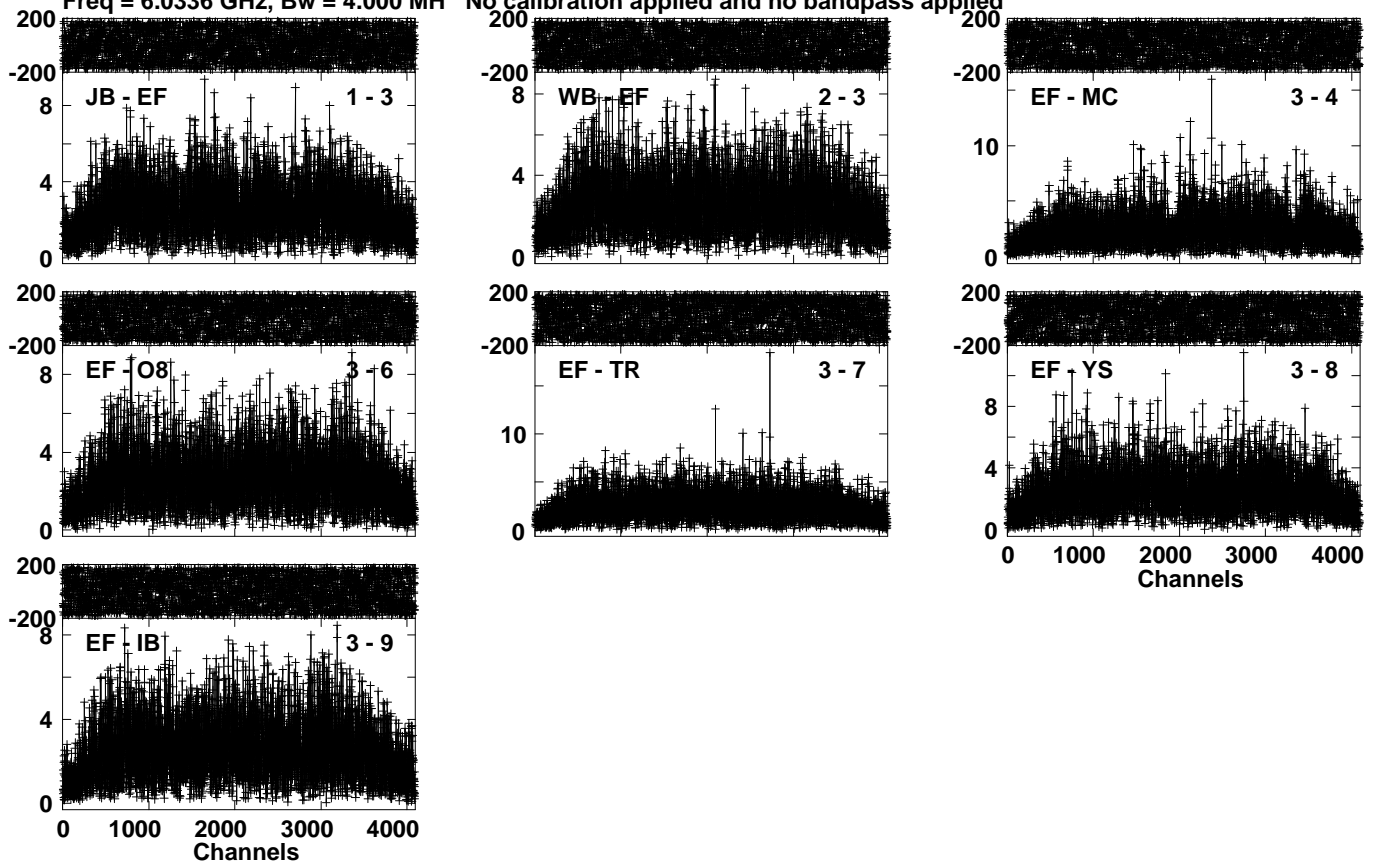 Freq = 6.0336 GHz, Bw = 4.000 MH No calibration applied and no bandpass applied
200
-200
JB - EF 1 - 3
8
4
0
200
-200
WB - EF 2 - 3
8
4
0
200
-200
EF - MC 3 - 4
10
0
200
-200
EF - O8 3 - 6
8
4
0
200
-200
EF - TR 3 - 7
10
0
200
-200
EF - YS 3 - 8
8
4
0
0 1000 2000 3000 4000
Channels
200
-200
EF - IB 3 - 9
8
4
0
0 1000 2000 3000 4000
Channels